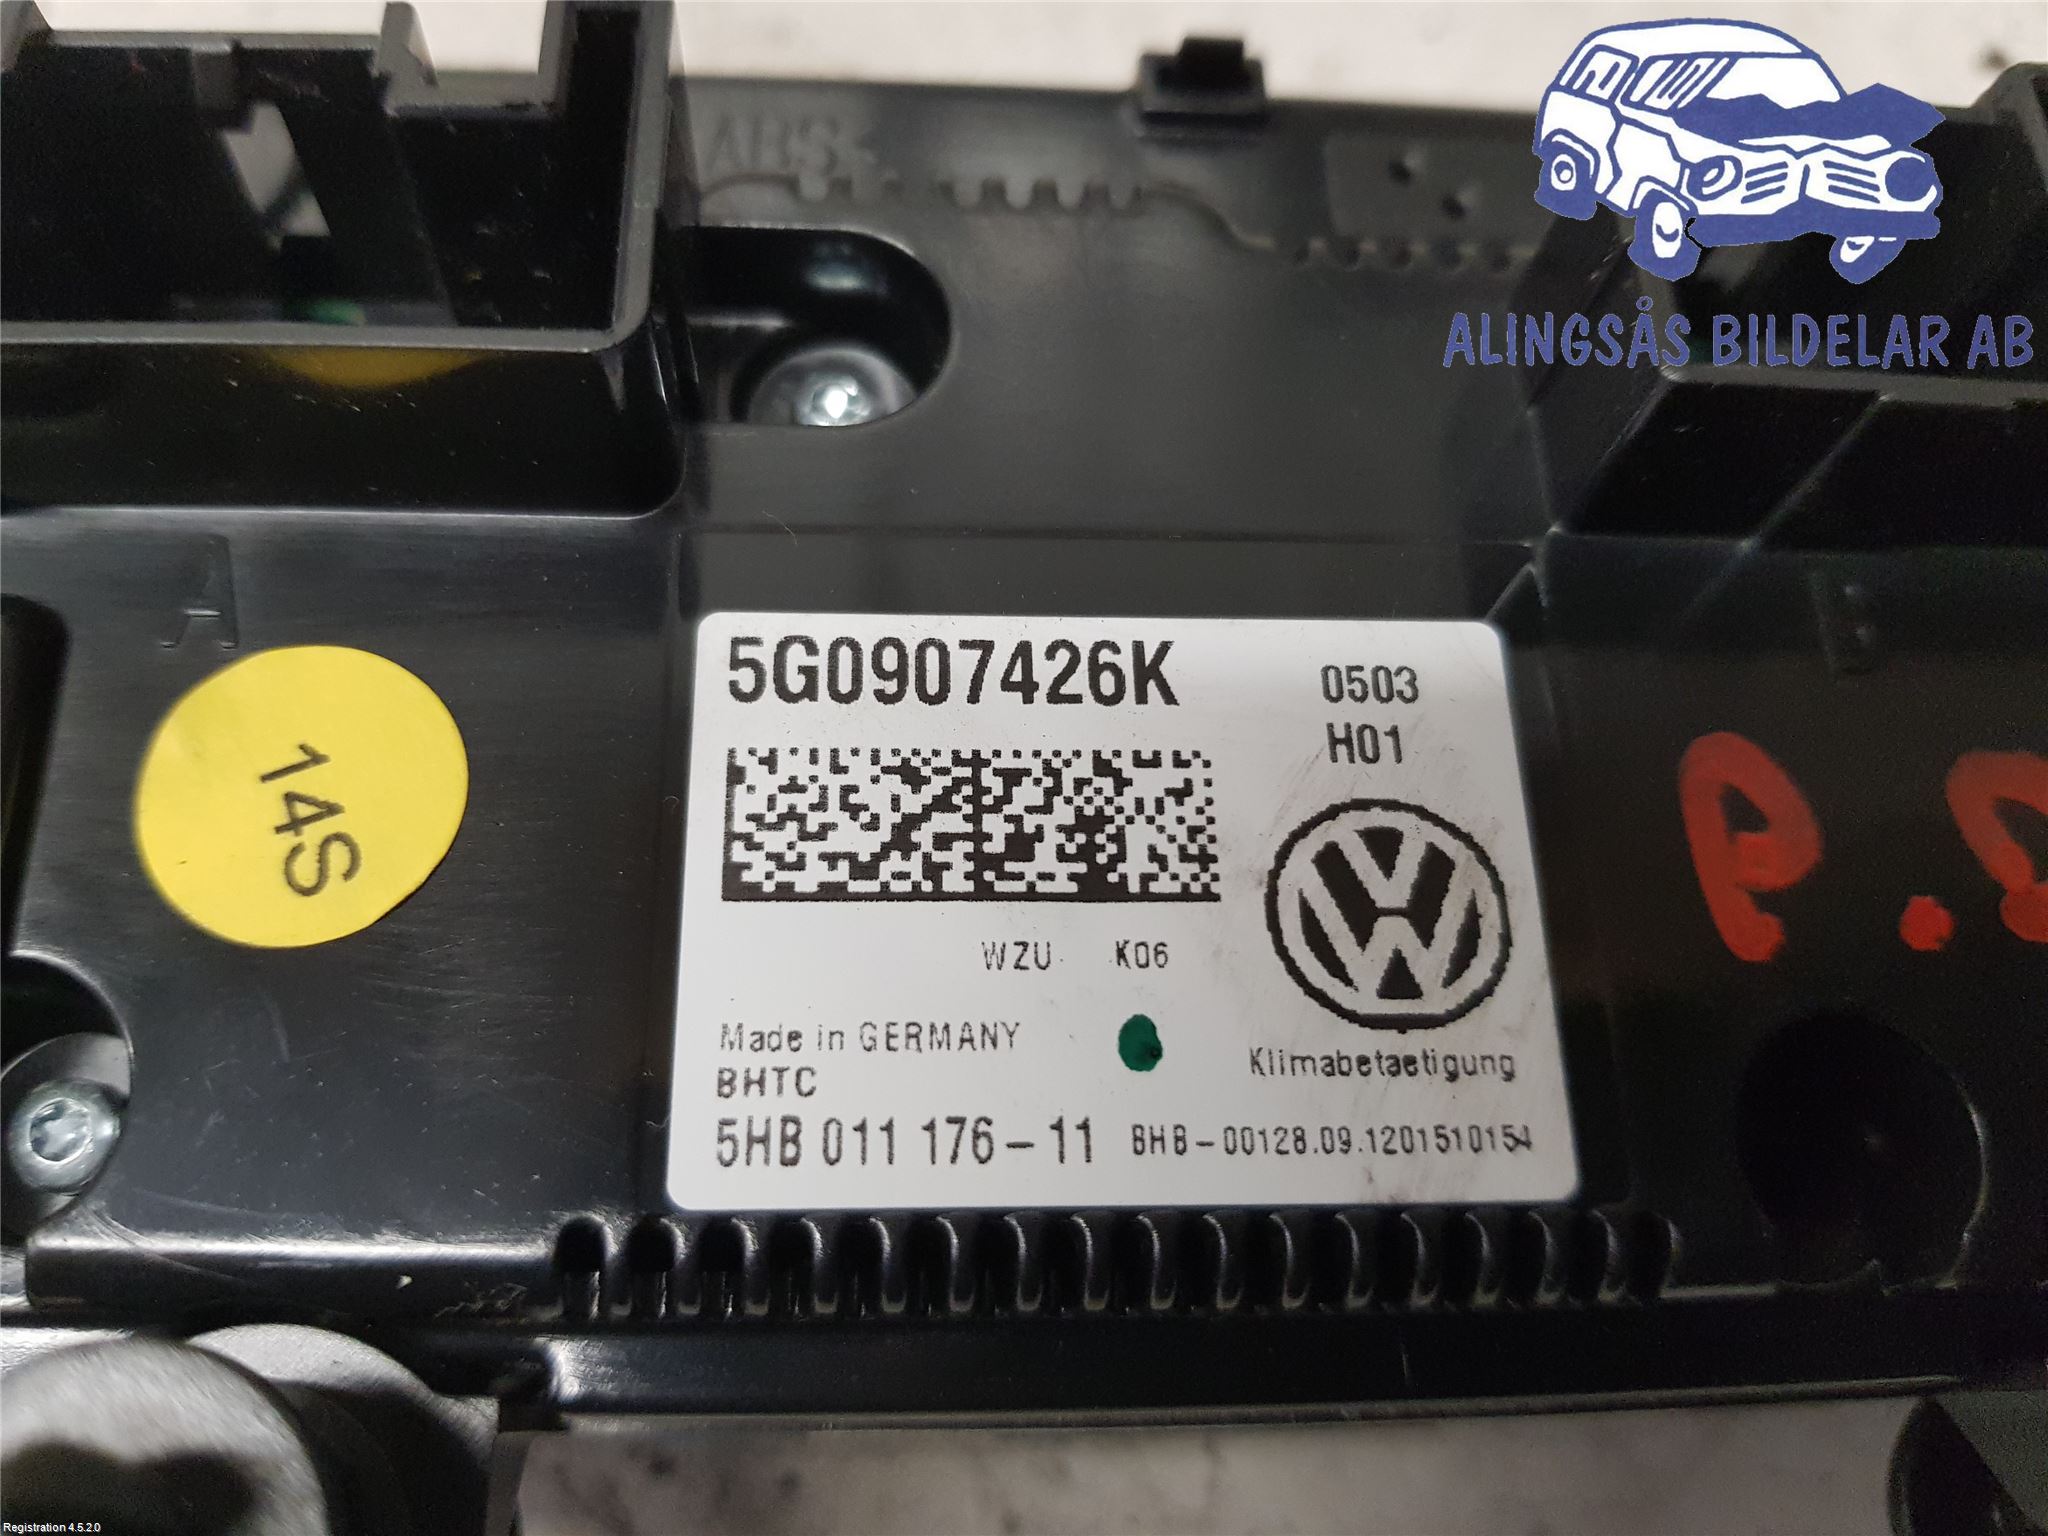 ABS<
ALINGSÅS BILDELAR AB
A
B
14S
5G0907426K
0503
H01
WZU K06
Made in GERMANY
BHTC
Klimabetaetigung
5HB 011 176-11
BHB-00128.09.1201510154
Registration 4.5.2.0